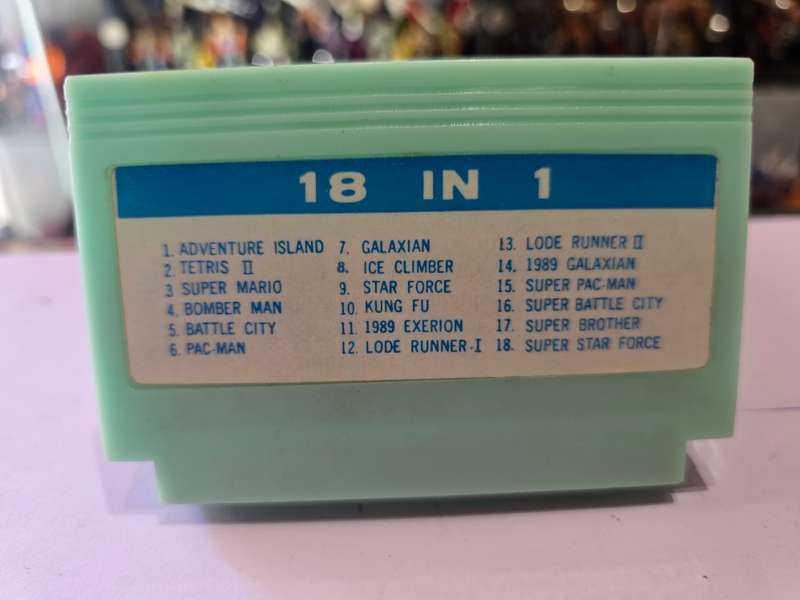 18 IN 1
1. ADVENTURE ISLAND
2 TETRIS II
3 SUPER MARIO
4. BOMBER MAN
5. BATTLE CITY
6. PAC-MAN
7. GALAXIAN
8. ICE CLIMBER
9. STAR FORCE
10. KUNG FU
11. 1989 EXERION
12. LODE RUNNER-I
13. LODE RUNNER II
14. 1989 GALAXIAN
15. SUPER PAC-MAN
16. SUPER BATTLE CITY
17. SUPER BROTHER
18. SUPER STAR FORCE